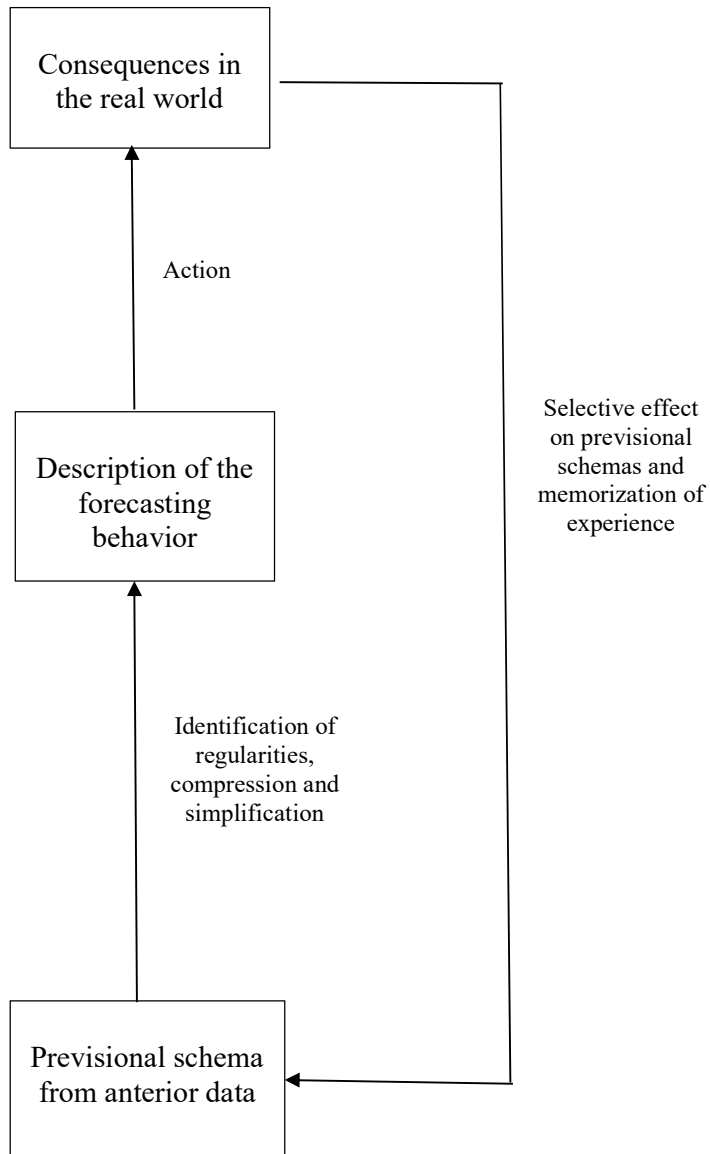 Consequences in
the real world
Action
Description of the
forecasting
behavior
Selective effect
on previsional
schemas and
memorization of
experience
Identification of
regularities,
compression and
simplification
Previsional schema
from anterior data